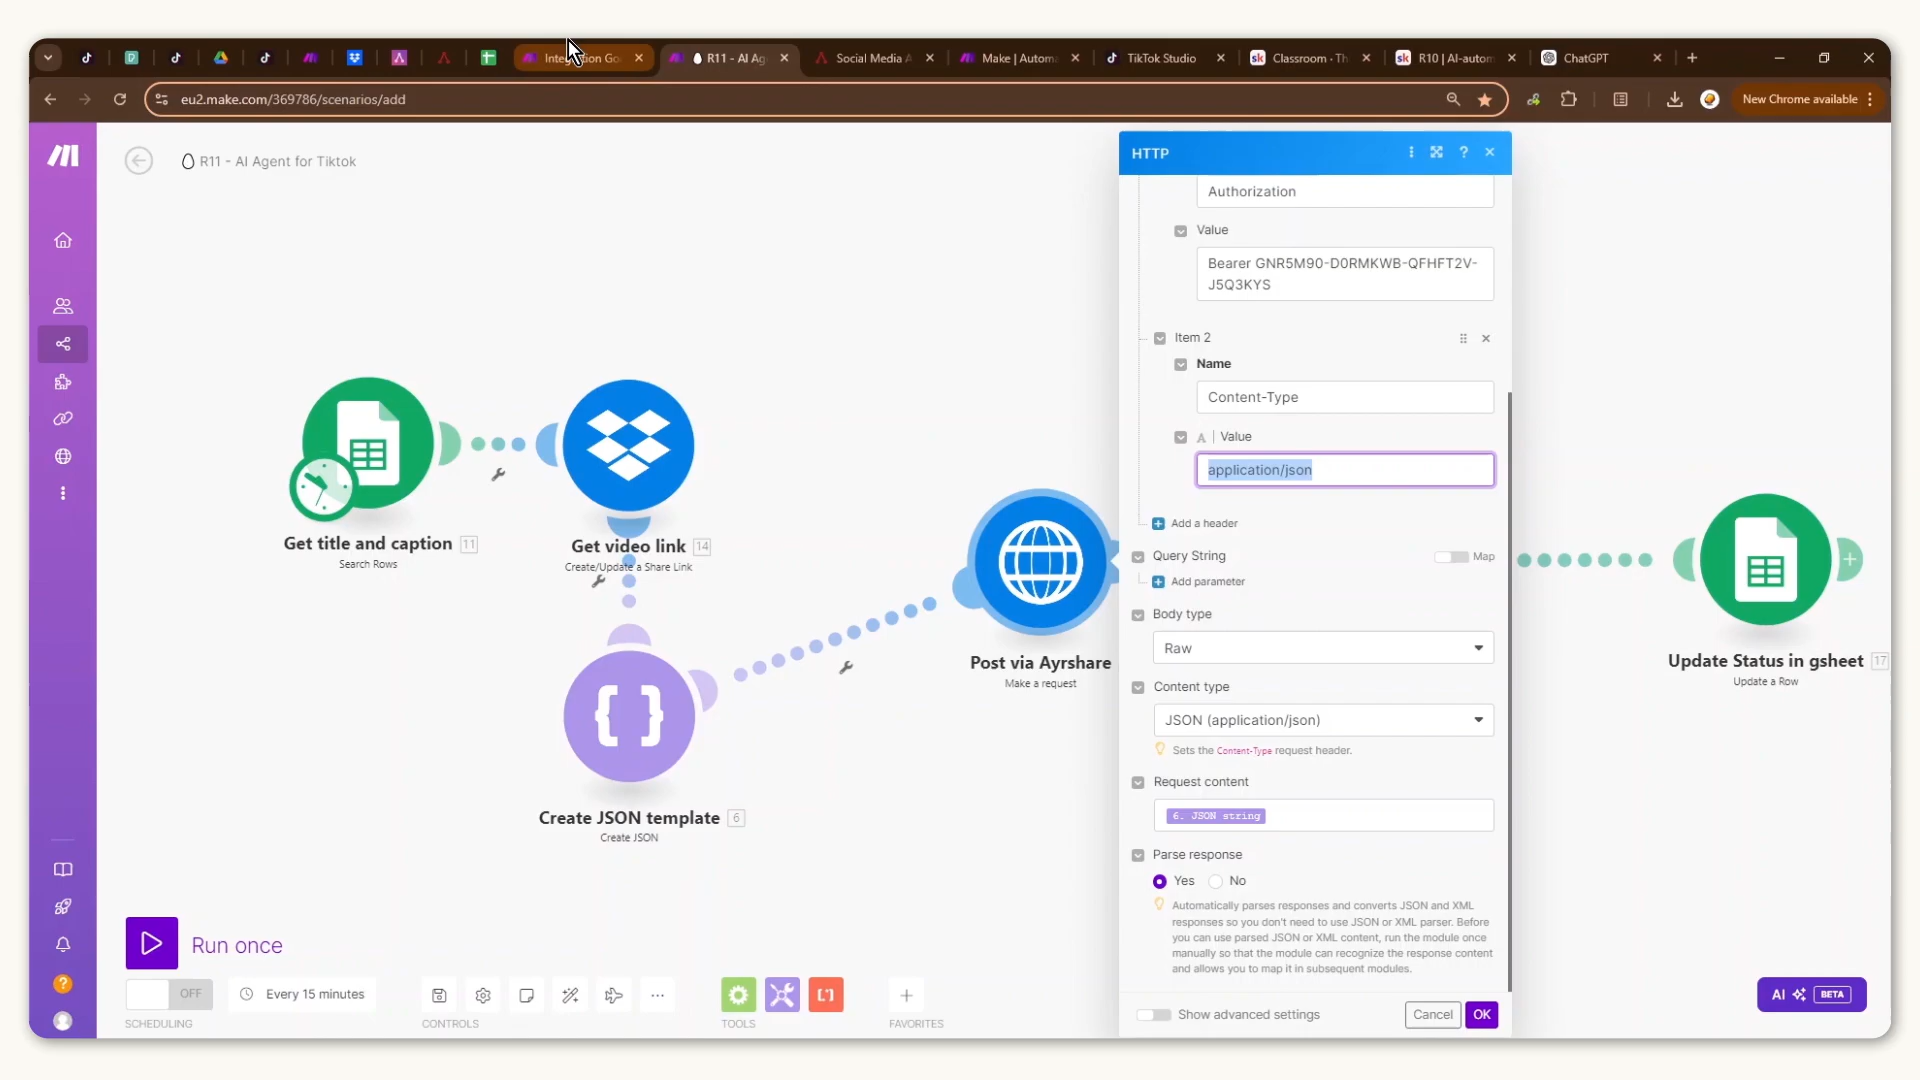 Integration Go
R11 - AI Ag
Social Media A
Make | Automa
TikTok Studio
Classroom · Th
R10 | AI-autom
ChatGPT
eu2.make.com/369786/scenarios/add
New Chrome available
R11 - AI Agent for Tiktok
HTTP
Authorization
Value
Bearer GNR5M90-D0RMKWB-QFHFT2V-
J5Q3KYS
Item 2
Name
Content-Type
A | Value
application/json
Add a header
Query String
Map
Add parameter
Body type
Raw
Content type
JSON (application/json)
Sets the Content-Type request header.
Request content
6. JSON string
Parse response
Yes
No
Automatically parses responses and converts JSON and XML
responses so you don't need to use JSON or XML parser. Before
you can use parsed JSON or XML content, run the module once
manually so that the module can recognize the response content
and allows you to map it in subsequent modules.
Show advanced settings
Cancel
OK
Get title and caption 11
Search Rows
Get video link 14
Create/Update a Share Link
Create JSON template 6
Create JSON
Post via Ayrshare
Make a request
Update Status in gsheet 17
Update a Row
Run once
OFF
Every 15 minutes
SCHEDULING
CONTROLS
TOOLS
FAVORITES
AI BETA